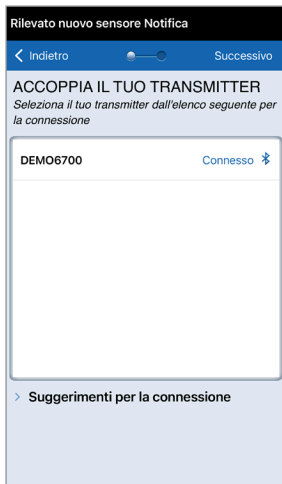 Rilevato nuovo sensore Notifica
Indietro
Successivo
ACCOPPIA IL TUO TRANSMITTER
Seleziona il tuo transmitter dall'elenco seguente per
la connessione
DEMO6700
Connesso
Suggerimenti per la connessione